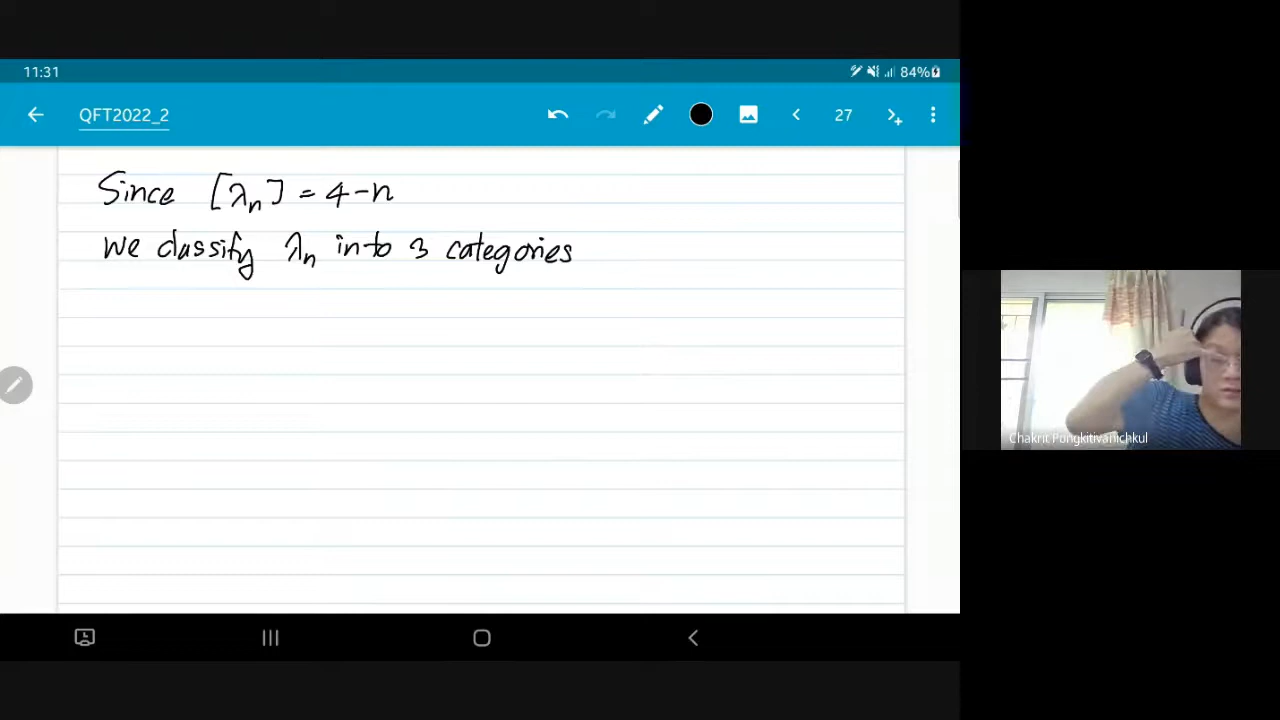 11:31
84%
QFT2022_2
27
Since [λn] = 4-n
We classify λn into 3 categories
Chakrit Pongkitivanichkul